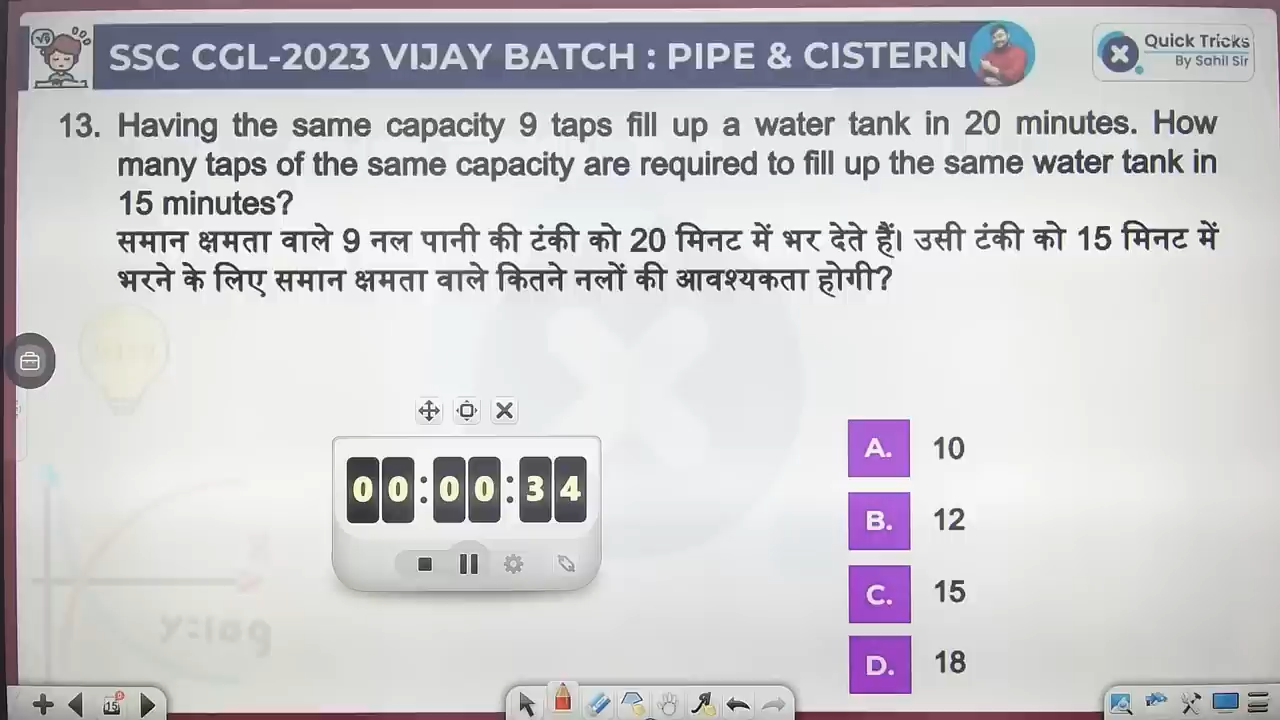 SSC CGL-2023 VIJAY BATCH : PIPE & CISTERN
Quick Tricks
By Sahil Sir
13. Having the same capacity 9 taps fill up a water tank in 20 minutes. How
many taps of the same capacity are required to fill up the same water tank in
15 minutes?
समान क्षमता वाले 9 नल पानी की टंकी को 20 मिनट में भर देते हैं। उसी टंकी को 15 मिनट में
भरने के लिए समान क्षमता वाले कितने नलों की आवश्यकता होगी?
00:00:34
A. 10
B. 12
C. 15
D. 18
y=log
15